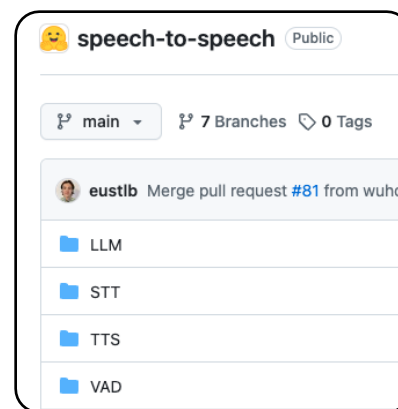 speech-to-speech Public
main 7 Branches 0 Tags
eustlb Merge pull request #81 from
LLM
STT
TTS
VAD